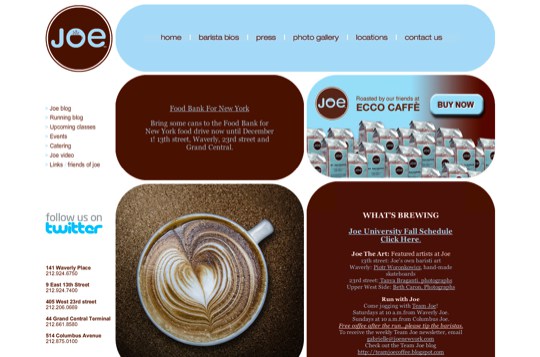 the
Joe
home
barista bios
press
photo gallery
locations
contact us
Joe blog
Running blog
Upcoming classes
Events
Catering
Joe video
Links · friends of joe
Food Bank For New York
Bring some cans to the Food Bank for
New York food drive now until December
1! 13th street, Waverly, 23rd street and
Grand Central.
Joe
Roasted by our friends at
ECCO CAFFÈ
BUY NOW
follow us on
twitter
141 Waverly Place
212.924.6750
9 East 13th Street
212.924.7400
405 West 23rd street
212.206.0669
44 Grand Central Terminal
212.661.8580
514 Columbus Avenue
212.875.0100
WHAT'S BREWING
Joe University Fall Schedule
Click Here.
Joe The Art: Featured artists at Joe
13th street: Joe's own baristi art
Waverly: Piotr Woronkowicz, hand-made
skateboards
23rd street: Tanya Braganti, photographs
Upper West Side: Beth Caron, Photography
Run with Joe
Come jogging with Team Joe!
Saturdays at 10 a.m from Waverly Joe.
Sundays at 10 a.m from Columbus Joe.
Free coffee after the run...please tip the baristas.
To receive the weekly Team Joe newsletter, email
gabrielle@joenewyork.com
Check out the Team Joe blog
http://teamjoecoffee.blogspot.com